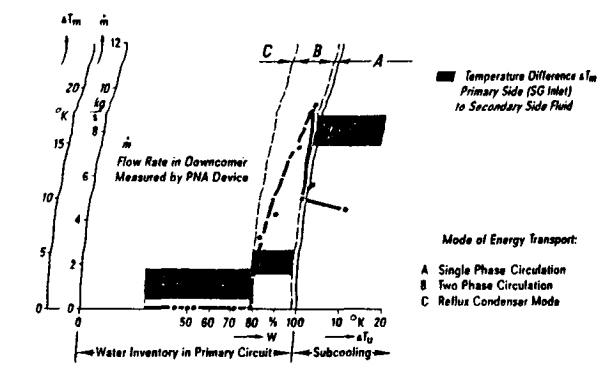 ΔTm ṁ
12
C B A
20 10
°K kg/s
8
15
ṁ
Flow Rate in Downcomer
Measured by PNA Device
6
10
4
5
2
0 0
50 60 70 80 % 100 10 °K 20
W ΔTu
Water Inventory in Primary Circuit Subcooling
Temperature Difference ΔTm
Primary Side (SG Inlet)
to Secondary Side Fluid
Mode of Energy Transport:
A Single Phase Circulation
B Two Phase Circulation
C Reflux Condenser Mode